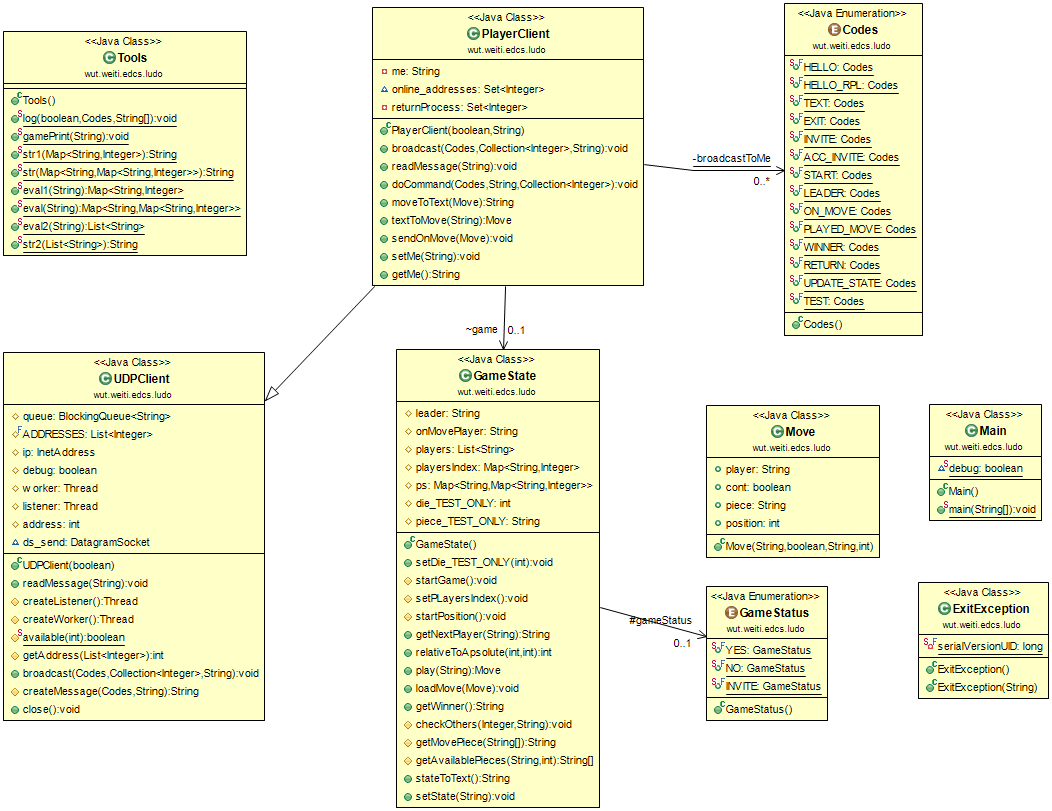 <<Java Class>>
Tools
wut.weiti.edcs.ludo
Tools()
log(boolean,Codes,String[]):void
gamePrint(String):void
str1(Map<String,Integer>):String
str(Map<String,Map<String,Integer>>):String
eval1(String):Map<String,Integer>
eval(String):Map<String,Map<String,Integer>>
eval2(String):List<String>
str2(List<String>):String
<<Java Class>>
PlayerClient
wut.weiti.edcs.ludo
me: String
online_addresses: Set<Integer>
returnProcess: Set<Integer>
PlayerClient(boolean,String)
broadcast(Codes,Collection<Integer>,String):void
readMessage(String):void
doCommand(Codes,String,Collection<Integer>):void
moveToText(Move):String
textToMove(String):Move
sendOnMove(Move):void
setMe(String):void
getMe():String
-broadcastToMe
0..*
<<Java Enumeration>>
Codes
wut.weiti.edcs.ludo
HELLO: Codes
HELLO_RPL: Codes
TEXT: Codes
EXIT: Codes
INVITE: Codes
ACC_INVITE: Codes
START: Codes
LEADER: Codes
ON_MOVE: Codes
PLAYED_MOVE: Codes
WINNER: Codes
RETURN: Codes
UPDATE_STATE: Codes
TEST: Codes
Codes()
~game
0..1
<<Java Class>>
UDPClient
wut.weiti.edcs.ludo
queue: BlockingQueue<String>
ADDRESSES: List<Integer>
ip: InetAddress
debug: boolean
worker: Thread
listener: Thread
address: int
ds_send: DatagramSocket
UDPClient(boolean)
readMessage(String):void
createListener():Thread
createWorker():Thread
available(int):boolean
getAddress(List<Integer>):int
broadcast(Codes,Collection<Integer>,String):void
createMessage(Codes,String):String
close():void
<<Java Class>>
GameState
wut.weiti.edcs.ludo
leader: String
onMovePlayer: String
players: List<String>
playersIndex: Map<String,Integer>
ps: Map<String,Map<String,Integer>>
die_TEST_ONLY: int
piece_TEST_ONLY: String
GameState()
setDie_TEST_ONLY(int):void
startGame():void
setPLayersIndex():void
startPosition():void
getNextPlayer(String):String
relativeToApsolute(int,int):int
play(String):Move
loadMove(Move):void
getWinner():String
checkOthers(Integer,String):void
getMovePiece(String[]):String
getAvailablePieces(String,int):String[]
stateToText():String
setState(String):void
#gameStatus
0..1
<<Java Class>>
Move
wut.weiti.edcs.ludo
player: String
cont: boolean
piece: String
position: int
Move(String,boolean,String,int)
<<Java Class>>
Main
wut.weiti.edcs.ludo
debug: boolean
Main()
main(String[]):void
<<Java Enumeration>>
GameStatus
wut.weiti.edcs.ludo
YES: GameStatus
NO: GameStatus
INVITE: GameStatus
GameStatus()
<<Java Class>>
ExitException
wut.weiti.edcs.ludo
serialVersionUID: long
ExitException()
ExitException(String)